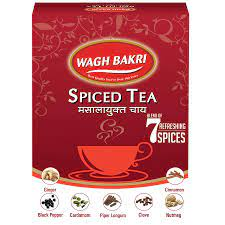 WAGH BAKRI
SPICED TEA
मसालायुक्त चाय
BLEND OF
7 REFRESHING
SPICES
Ginger
Cinnamon
Black Pepper
Cardamom
Piper Longum
Clove
Nutmeg